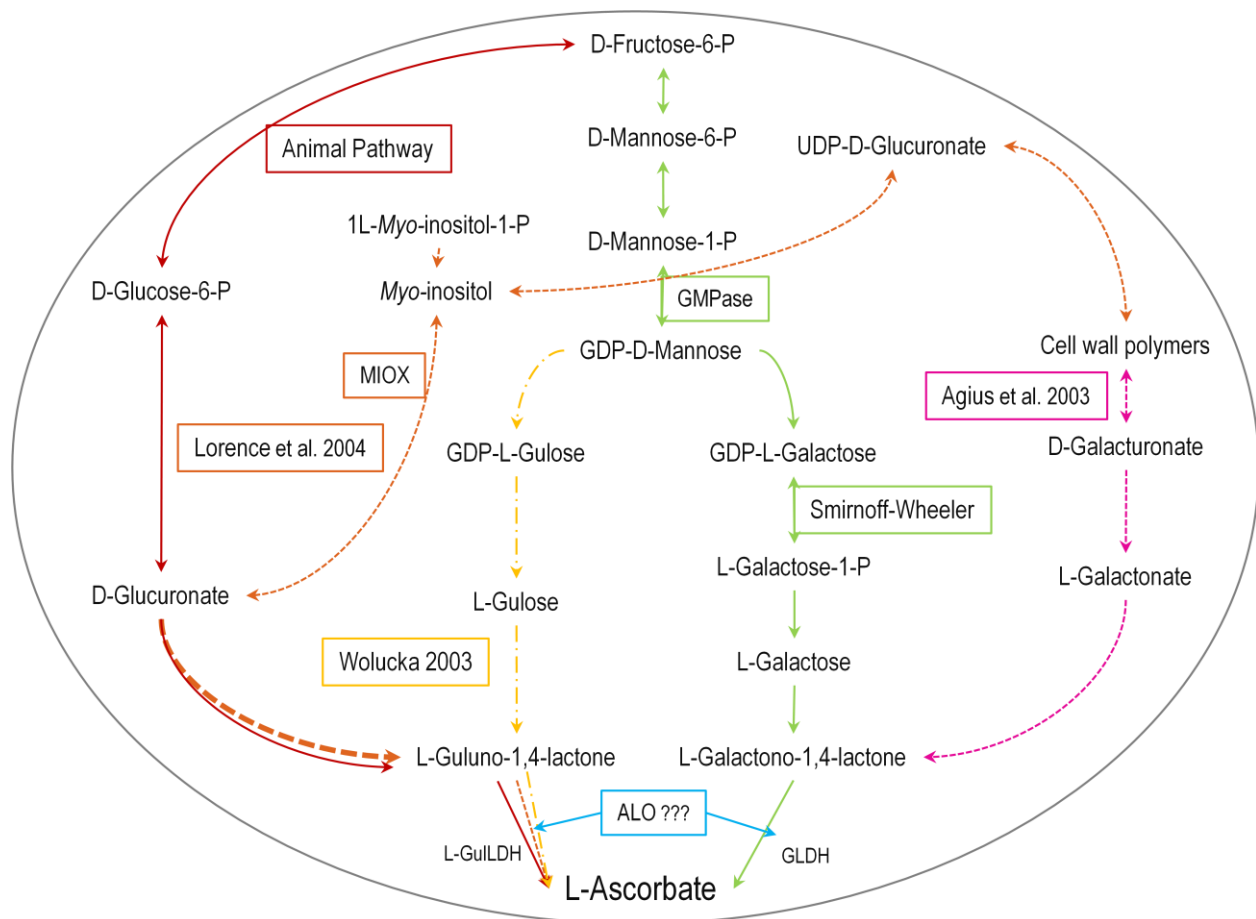 D-Fructose-6-P
Animal Pathway
D-Mannose-6-P
UDP-D-Glucuronate
1L-Myo-inositol-1-P
D-Mannose-1-P
D-Glucose-6-P
Myo-inositol
GMPase
GDP-D-Mannose
Cell wall polymers
MIOX
Agius et al. 2003
Lorence et al. 2004
GDP-L-Gulose
GDP-L-Galactose
D-Galacturonate
Smirnoff-Wheeler
L-Galactose-1-P
L-Galactonate
D-Glucuronate
L-Gulose
Wolucka 2003
L-Galactose
L-Guluno-1,4-lactone
L-Galactono-1,4-lactone
ALO ???
L-GulLDH
GLDH
L-Ascorbate